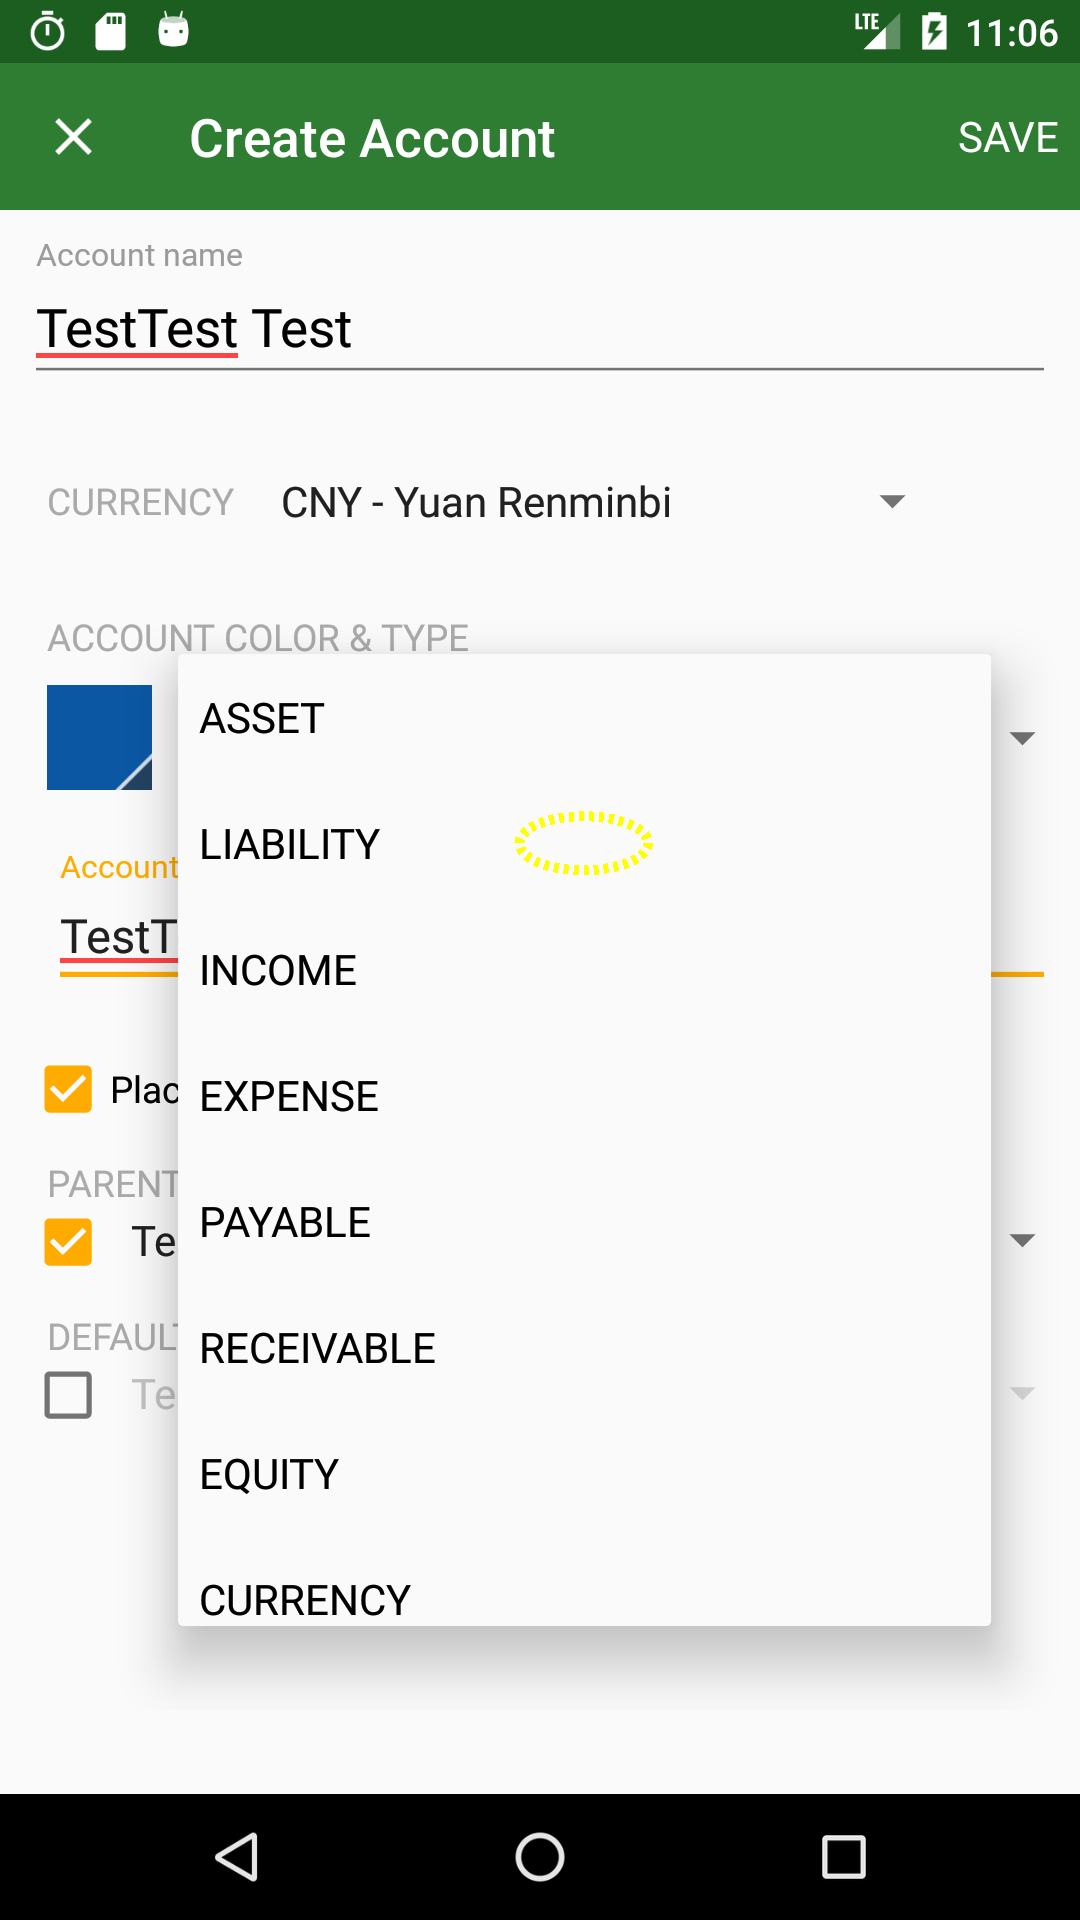 LTE 11:06
Create Account SAVE
Account name
TestTest Test
CURRENCY CNY - Yuan Renminbi
ACCOUNT COLOR & TYPE
ASSET
LIABILITY
Account
TestT
INCOME
Plac
EXPENSE
PARENT
PAYABLE
Te
DEFAUL
RECEIVABLE
Te
EQUITY
CURRENCY